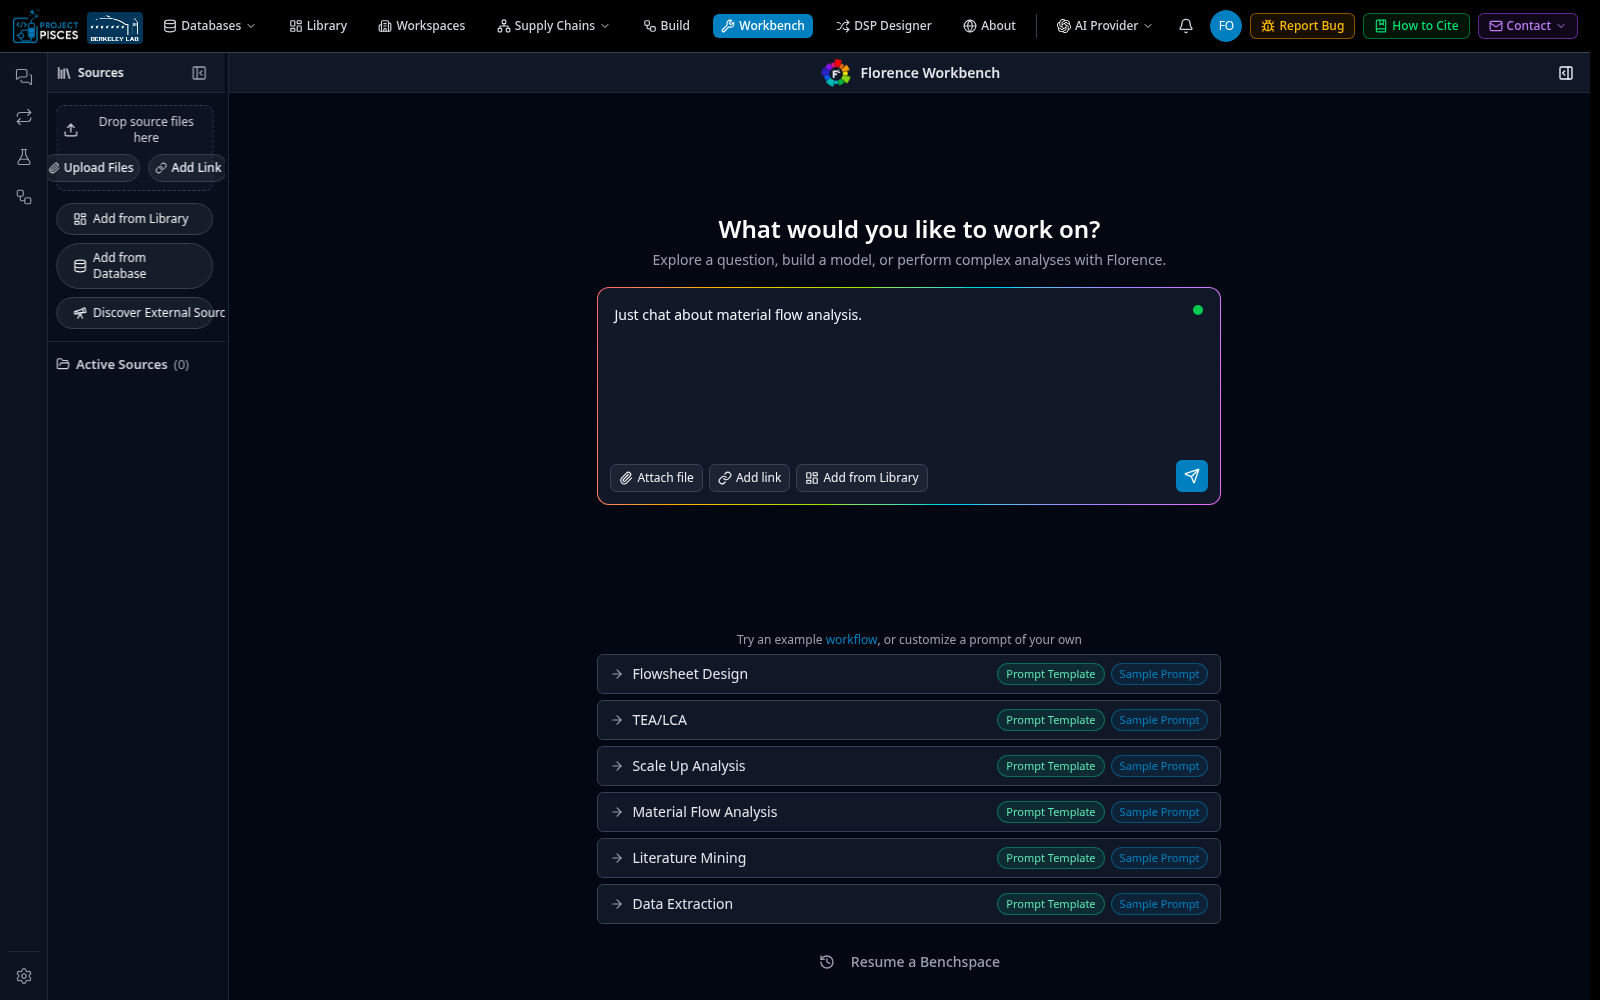 PROJECT
PISCES
BERKELEY LAB
Databases
Library
Workspaces
Supply Chains
Build
Workbench
DSP Designer
About
AI Provider
FO
Report Bug
How to Cite
Contact
Sources
Florence Workbench
Drop source files
here
Upload Files
Add Link
Add from Library
Add from
Database
Discover External Sourc
Active Sources (0)
What would you like to work on?
Explore a question, build a model, or perform complex analyses with Florence.
Just chat about material flow analysis.
Attach file
Add link
Add from Library
Try an example workflow, or customize a prompt of your own
Flowsheet Design
Prompt Template
Sample Prompt
TEA/LCA
Prompt Template
Sample Prompt
Scale Up Analysis
Prompt Template
Sample Prompt
Material Flow Analysis
Prompt Template
Sample Prompt
Literature Mining
Prompt Template
Sample Prompt
Data Extraction
Prompt Template
Sample Prompt
Resume a Benchspace